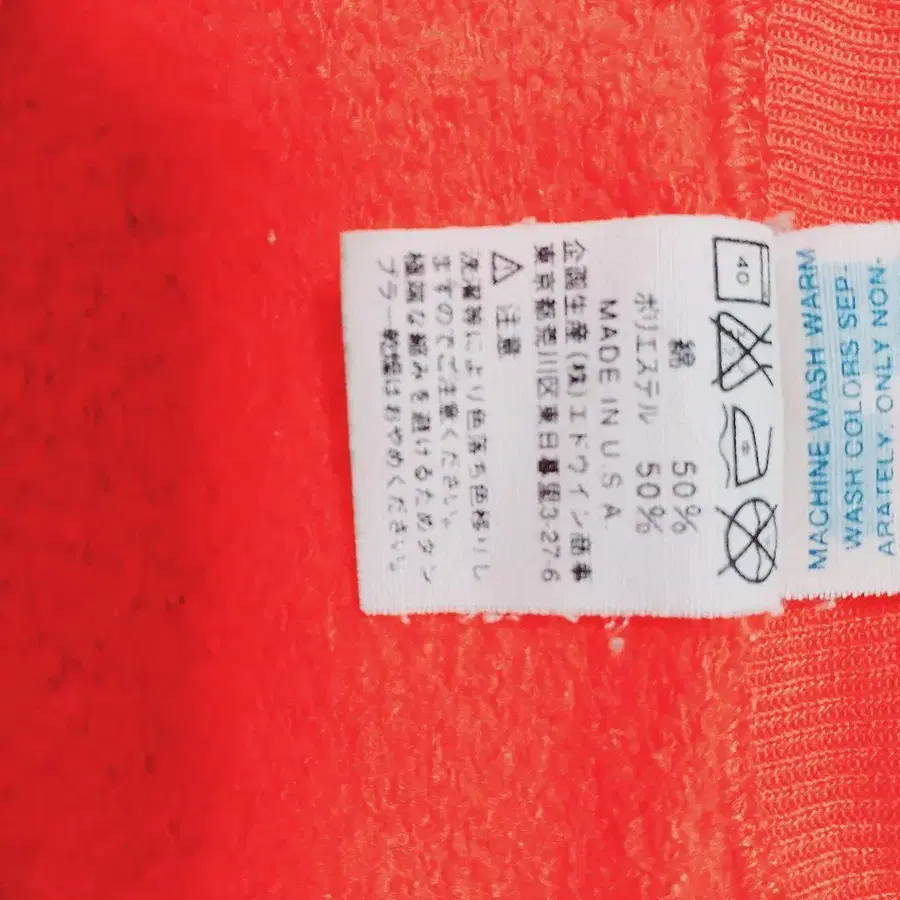 40
綿 50%
ポリエステル 50%
MADE IN U.S.A.
企画生産(株)エドウイン商事
東京都荒川区東日暮里3-27-6
注意
洗濯等により色落ち色移りし
ますのでご注意ください。
極端な縮みを避けるためタン
ブラー乾燥はおやめください。
MACHINE WASH WARM
WASH COLORS SEP-
ARATELY. ONLY NON-